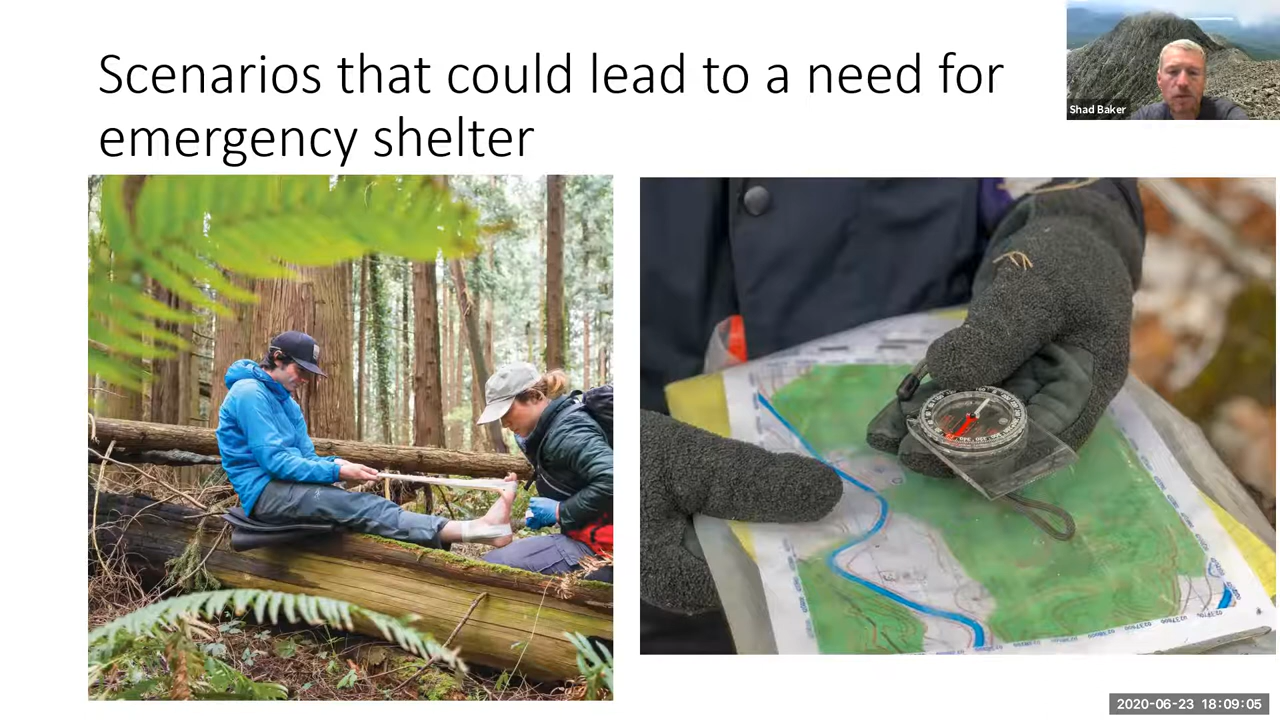 Scenarios that could lead to a need for
emergency shelter
Shad Baker
2020-06-23 18:09:05